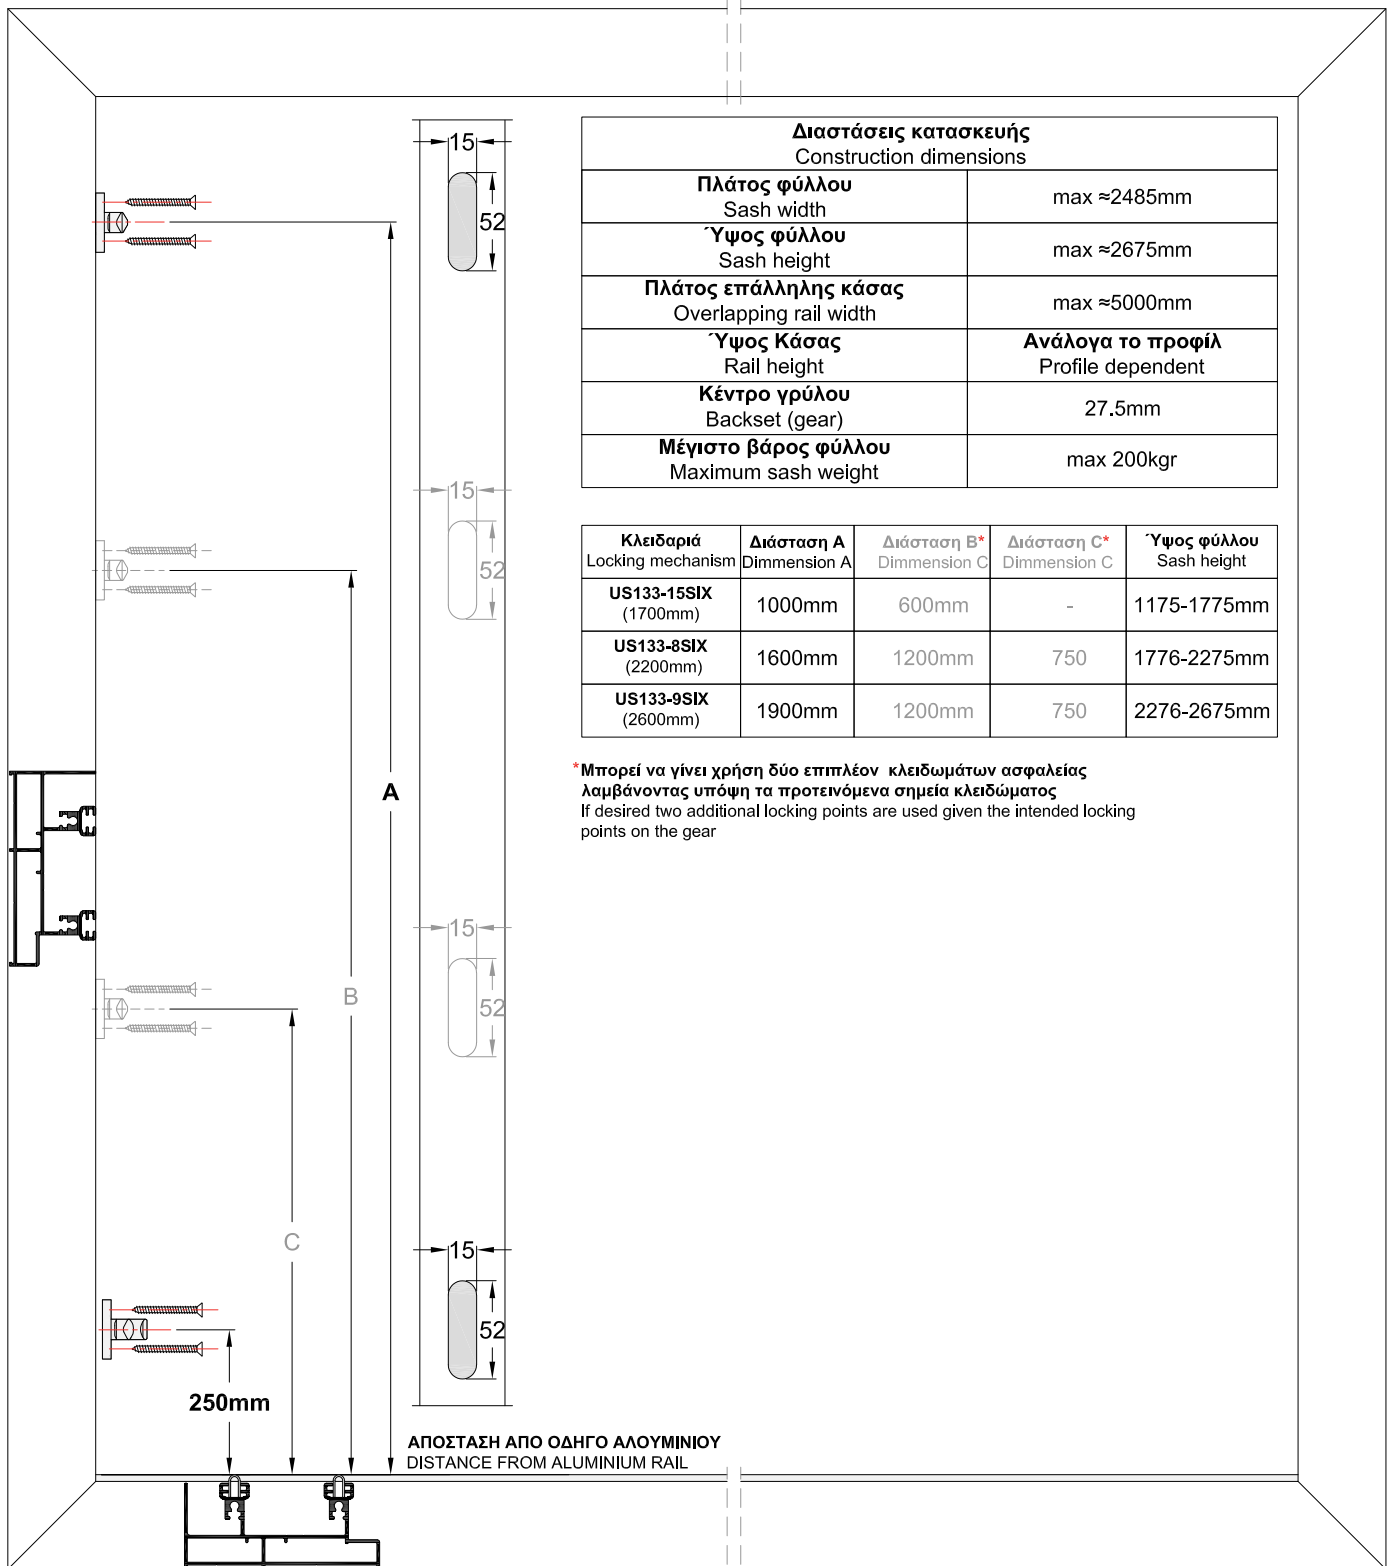 Διαστάσεις κατασκευής
Construction dimensions
Πλάτος φύλλου
Sash width
max ≈2485mm
Ύψος φύλλου
Sash height
max ≈2675mm
Πλάτος επάλληλης κάσας
Overlapping rail width
max ≈5000mm
Ύψος Κάσας
Rail height
Ανάλογα το προφίλ
Profile dependent
Κέντρο γρύλου
Backset (gear)
27.5mm
Μέγιστο βάρος φύλλου
Maximum sash weight
max 200kgr
Κλειδαριά
Locking mechanism
Διάσταση Α
Dimmension A
Διάσταση Β*
Dimmension C
Διάσταση C*
Dimmension C
Ύψος φύλλου
Sash height
US133-15SIX
(1700mm)
1000mm
600mm
-
1175-1775mm
US133-8SIX
(2200mm)
1600mm
1200mm
750
1776-2275mm
US133-9SIX
(2600mm)
1900mm
1200mm
750
2276-2675mm
*Μπορεί να γίνει χρήση δύο επιπλέον κλειδωμάτων ασφαλείας
λαμβάνοντας υπόψη τα προτεινόμενα σημεία κλειδώματος
If desired two additional locking points are used given the intended locking
points on the gear
15
52
15
52
A
15
B
52
C
15
52
250mm
ΑΠΟΣΤΑΣΗ ΑΠΟ ΟΔΗΓΟ ΑΛΟΥΜΙΝΙΟΥ
DISTANCE FROM ALUMINIUM RAIL